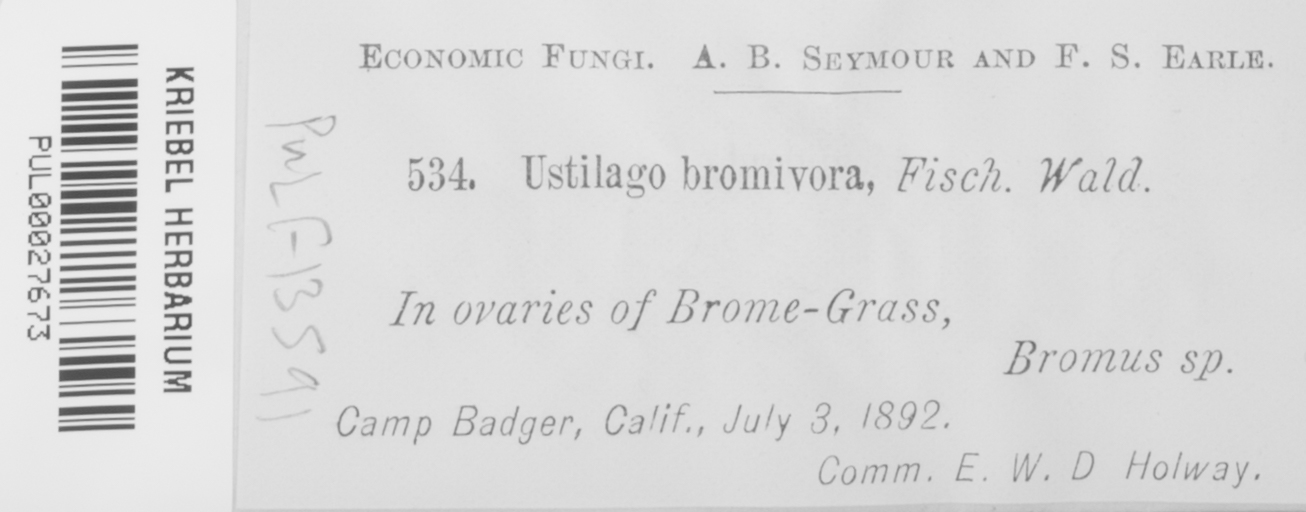 ECONOMIC FUNGI. A. B. SEYMOUR AND F. S. EARLE.
534. Ustilago bromivora, Fisch. Wald.
In ovaries of Brome-Grass,
Bromus sp.
Camp Badger, Calif., July 3, 1892.
Comm. E. W. D Holway.
PUL F-13591
KRIEBEL HERBARIUM
PUL00027673